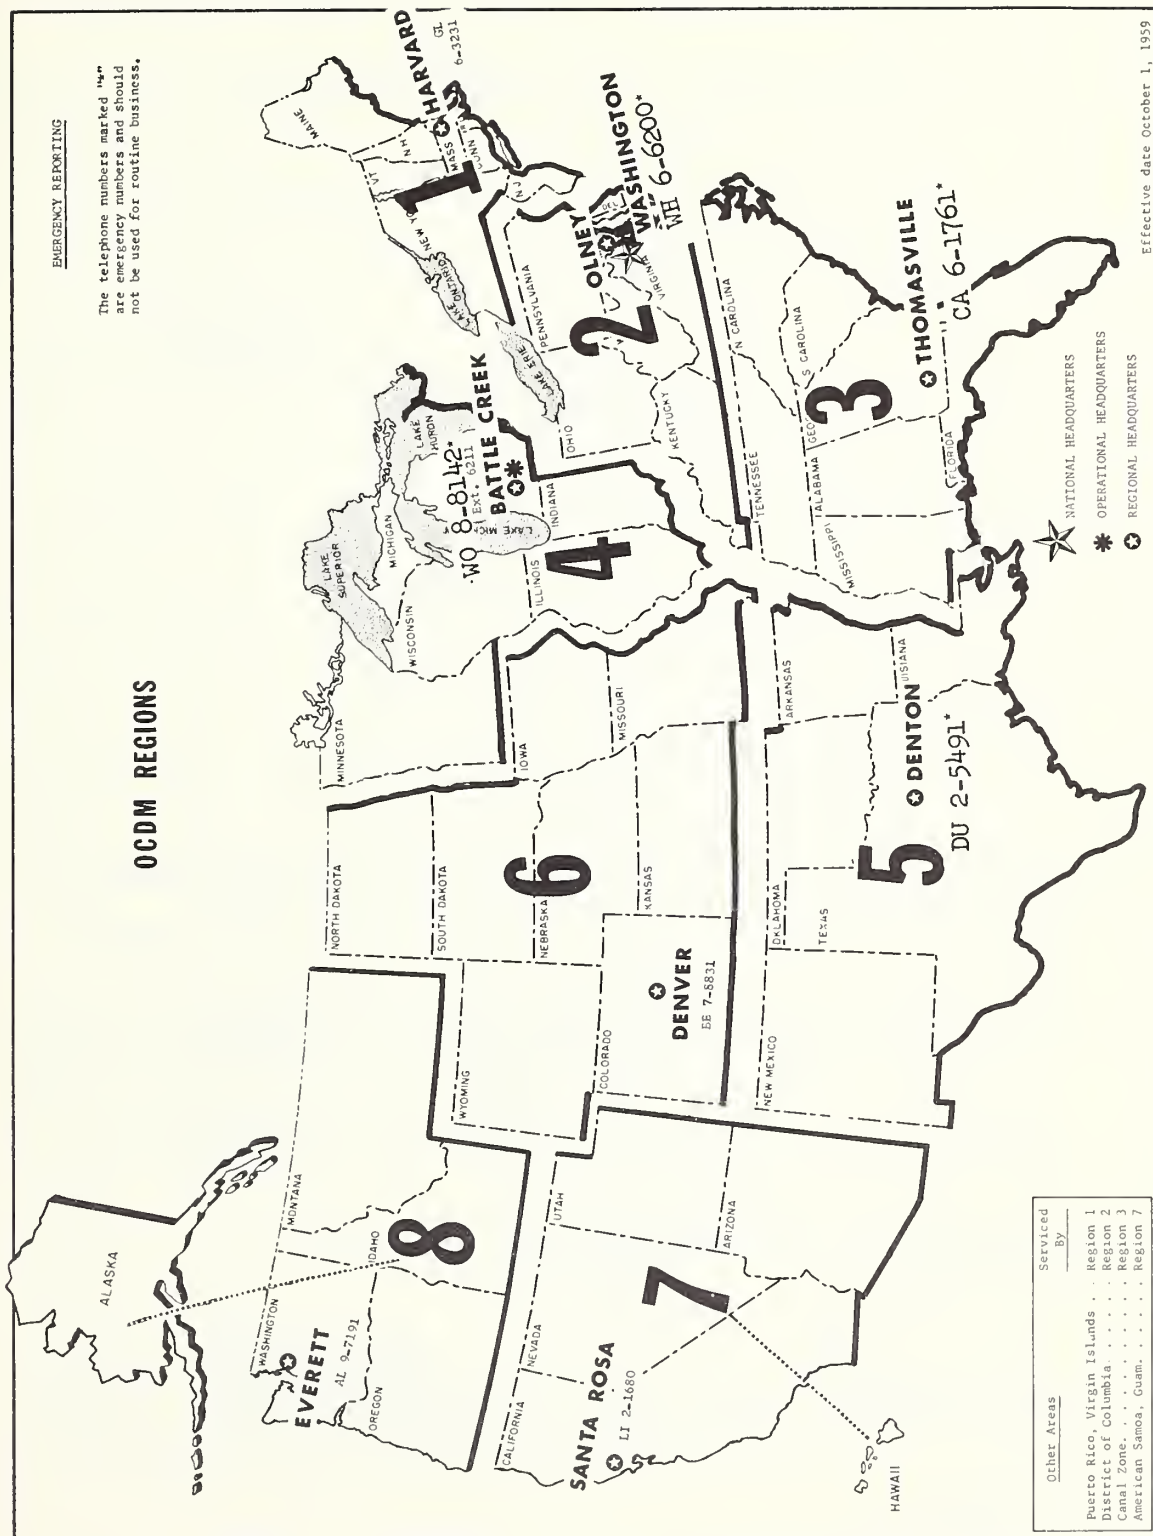 EMERGENCY REPORTING
The telephone numbers marked "*"
are emergency numbers and should
not be used for routine business.
OCDM REGIONS
ALASKA
WASHINGTON
MONTANA
EVERETT
AL 9-7191
OREGON
IDAHO
8
NORTH DAKOTA
SOUTH DAKOTA
NEBRASKA
WYOMING
COLORADO
KANSAS
IOWA
MISSOURI
6
DENVER
EE 7-8831
MINNESOTA
WISCONSIN
MICHIGAN
LAKE
SUPERIOR
LAKE
HURON
LAKE
ILLINOIS
INDIANA
4
WO 8-8142*
Ext. 6211
BATTLE CREEK
MAINE
VT
NH
MASS
CONN
NEW YO
NJ
LAKE ONTARIO
1
HARVARD
GL
6-3231
LAKE ERIE
PENNSYLVANIA
OHIO
KENTUCKY
VIRGINIA
2
OLNEY
WASHINGTON
WH 6-6200*
CALIFORNIA
NEVADA
UTAH
ARIZONA
7
SANTA ROSA
LI 2-1680
HAWAII
NEW MEXICO
OKLAHOMA
TEXAS
ARKANSAS
UISIANA
5
DENTON
DU 2-5491*
TENNESSEE
N CAROLINA
S CAROLINA
GEO
ALABAMA
MISSISSIPPI
FLORIDA
3
THOMASVILLE
CA 6-1761*
NATIONAL HEADQUARTERS
OPERATIONAL HEADQUARTERS
REGIONAL HEADQUARTERS
Other Areas Serviced
By
Puerto Rico, Virgin Islands . . Region 1
District of Columbia. . . . . . Region 2
Canal Zone. . . . . . . . . . . Region 3
American Samoa, Guam. . . . . . Region 7
Effective date October 1, 1959